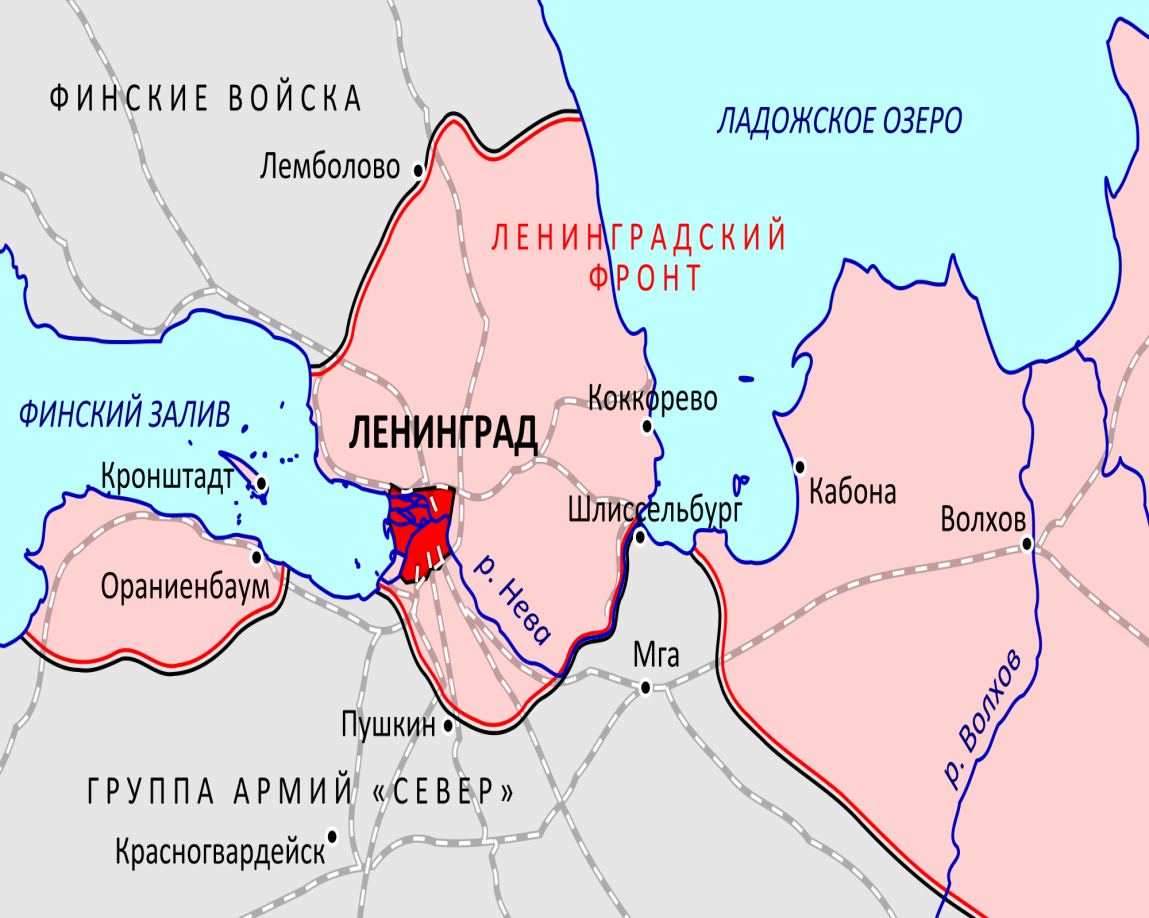 ФИНСКИЕ ВОЙСКА
ЛАДОЖСКОЕ ОЗЕРО
Лемболово
ЛЕНИНГРАДСКИЙ
ФРОНТ
Коккорево
ФИНСКИЙ ЗАЛИВ
ЛЕНИНГРАД
Кронштадт
Кабона
Шлиссельбург
Волхов
Ораниенбаум
р. Нева
Мга
р. Волхов
Пушкин
ГРУППА АРМИЙ «СЕВЕР»
Красногвардейск